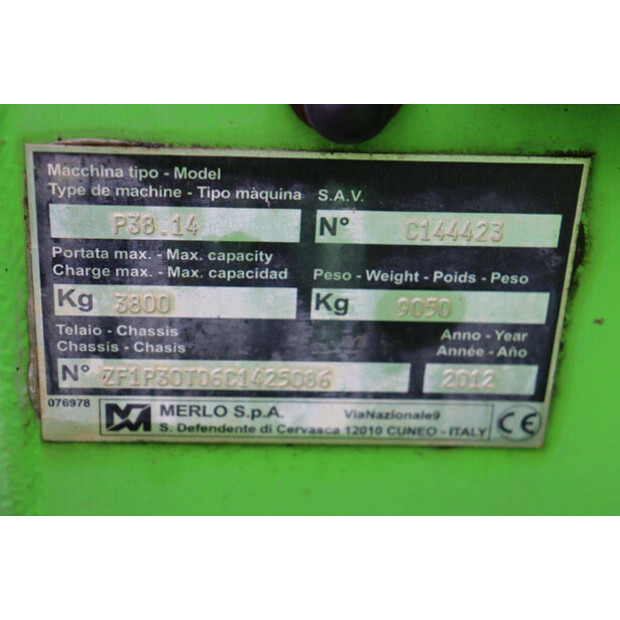 Macchina tipo - Model
Type de machine - Tipo màquina
S.A.V.
P38.14
N° C144423
Portata max. - Max. capacity
Charge max. - Max. capacidad
Peso - Weight - Poids - Peso
Kg 3800
Kg 9050
Telaio - Chassis
Chassis - Chasis
Anno - Year
Année - Año
N° ZF1P30T06C1425086
2012
076978
MERLO S.p.A.
ViaNazionale9
S. Defendente di Cervasca 12010 CUNEO - ITALY
CE